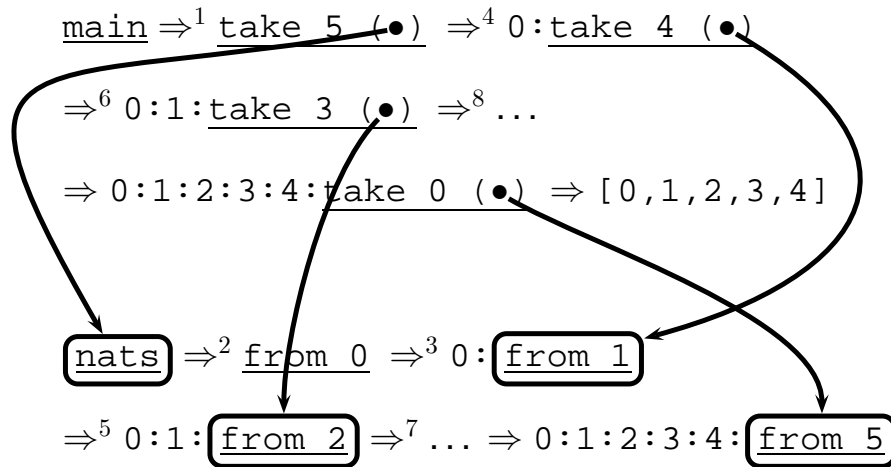 main ⇒1 take 5 (•) ⇒4 0:take 4 (•)
⇒6 0:1:take 3 (•) ⇒8 ...
⇒ 0:1:2:3:4:take 0 (•) ⇒ [0,1,2,3,4]
nats ⇒2 from 0 ⇒3 0:from 1
⇒5 0:1:from 2 ⇒7 ... ⇒ 0:1:2:3:4:from 5